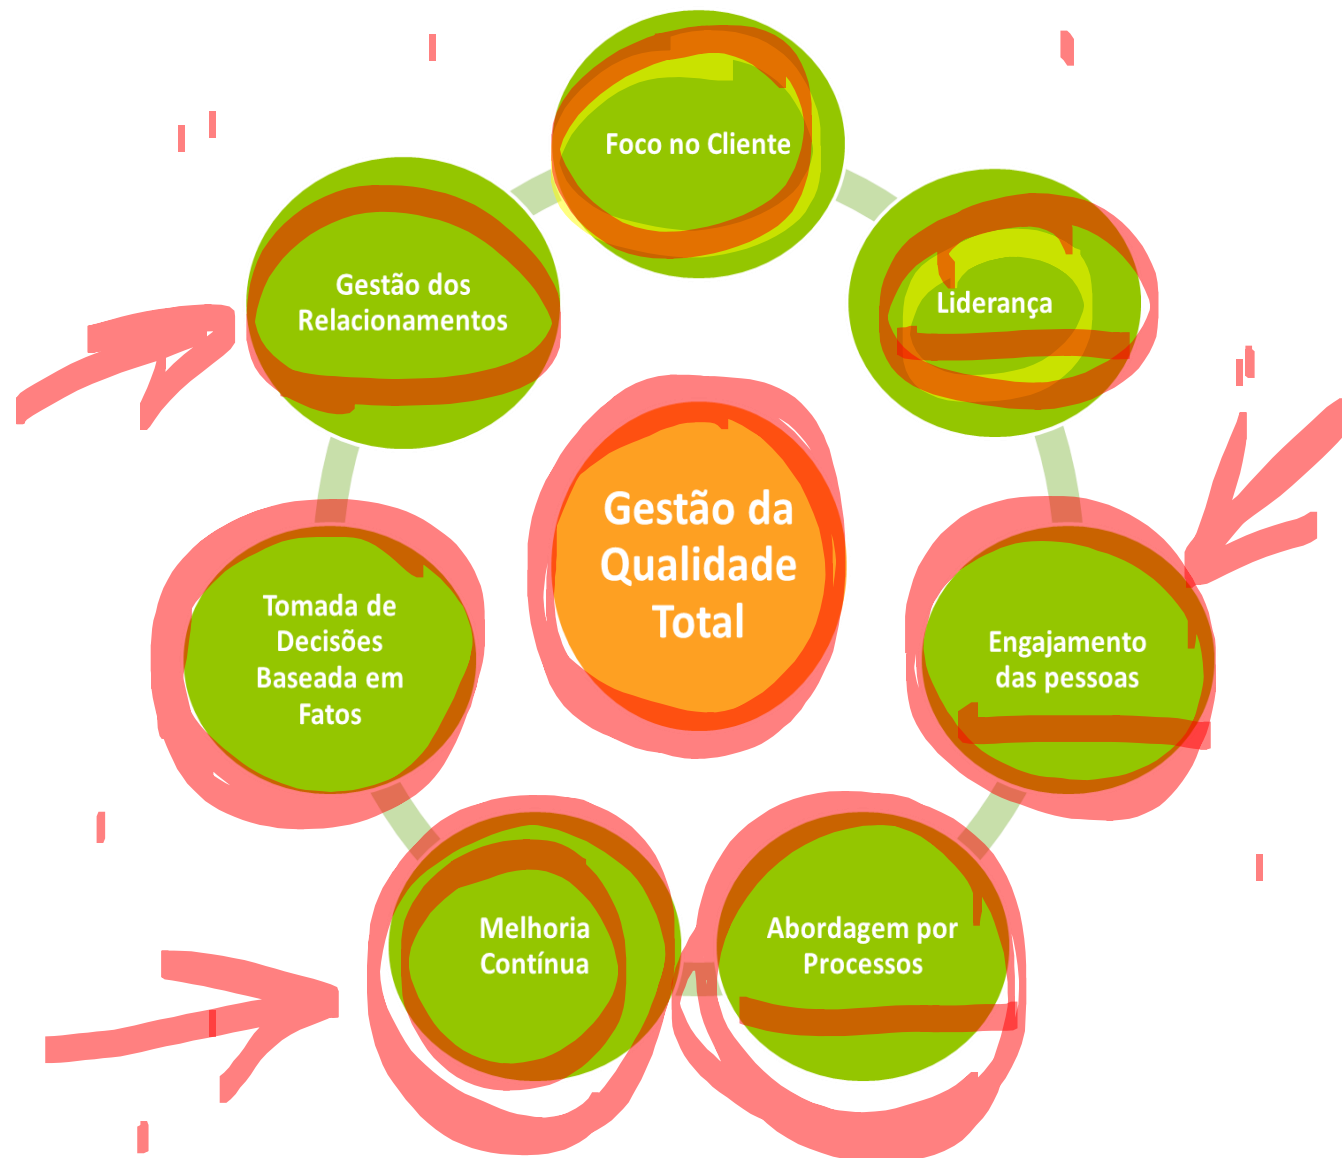 Foco no Cliente
Liderança
Engajamento
das pessoas
Abordagem por
Processos
Melhoria
Contínua
Tomada de
Decisões
Baseada em
Fatos
Gestão dos
Relacionamentos
Gestão da
Qualidade
Total